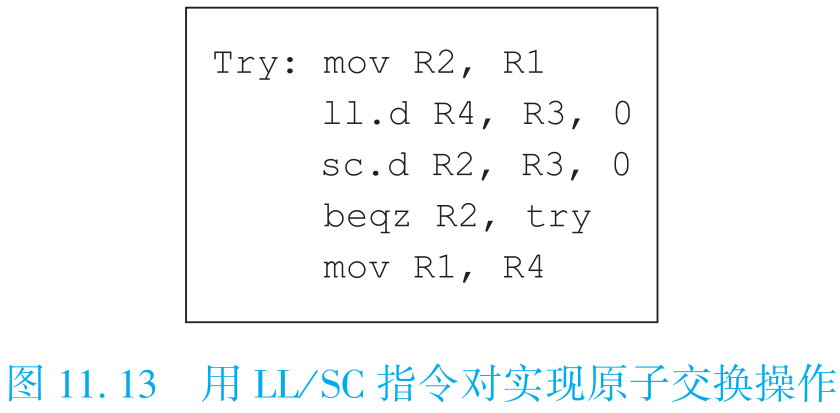 Try: mov R2, R1
ll.d R4, R3, 0
sc.d R2, R3, 0
beqz R2, try
mov R1, R4
图 11.13 用 LL/SC 指令对实现原子交换操作